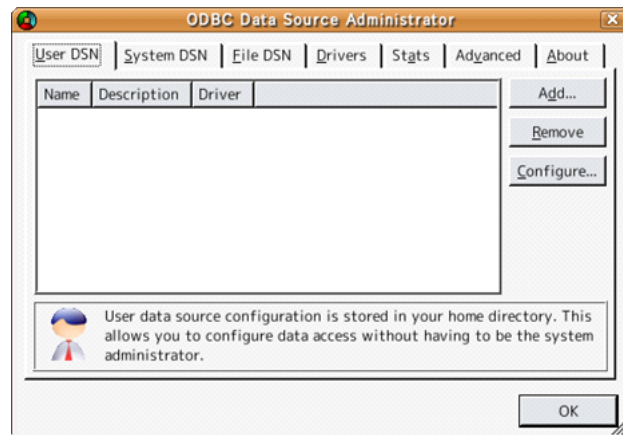 ODBC Data Source Administrator
User DSN System DSN File DSN Drivers Stats Advanced About
Name Description Driver
Add...
Remove
Configure...
User data source configuration is stored in your home directory. This
allows you to configure data access without having to be the system
administrator.
OK